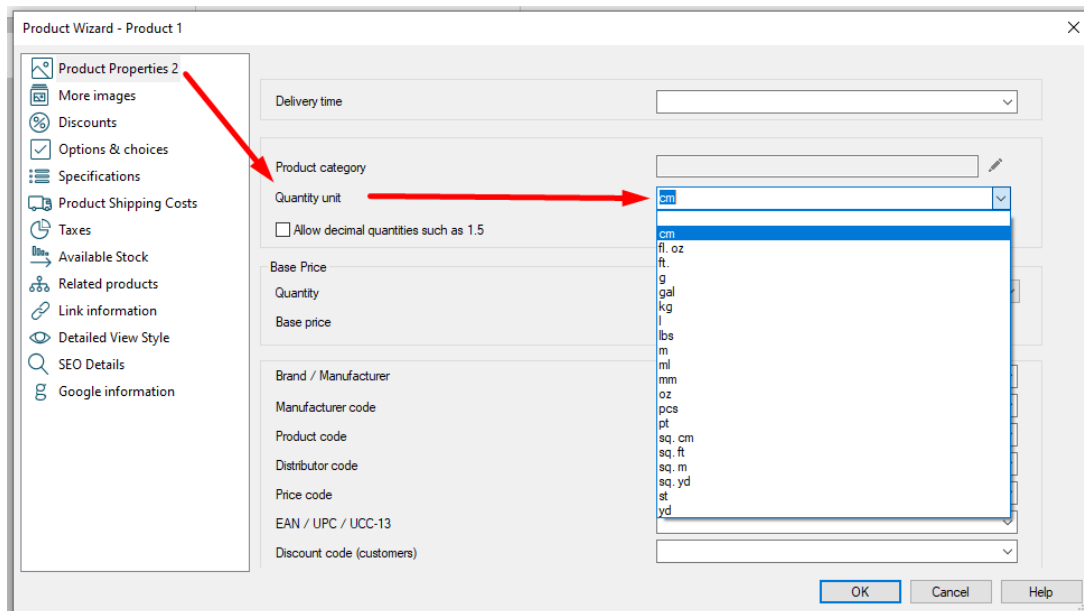 Product Wizard - Product 1
Product Properties 2
More images
Discounts
Options & choices
Specifications
Product Shipping Costs
Taxes
Available Stock
Related products
Link information
Detailed View Style
SEO Details
Google information
Delivery time
Product category
Quantity unit
cm
Allow decimal quantities such as 1.5
Base Price
Quantity
Base price
Brand / Manufacturer
Manufacturer code
Product code
Distributor code
Price code
EAN / UPC / UCC-13
Discount code (customers)
cm
fl. oz
ft.
g
gal
kg
l
lbs
m
ml
mm
oz
pcs
pt
sq. cm
sq. ft
sq. m
sq. yd
st
yd
OK
Cancel
Help